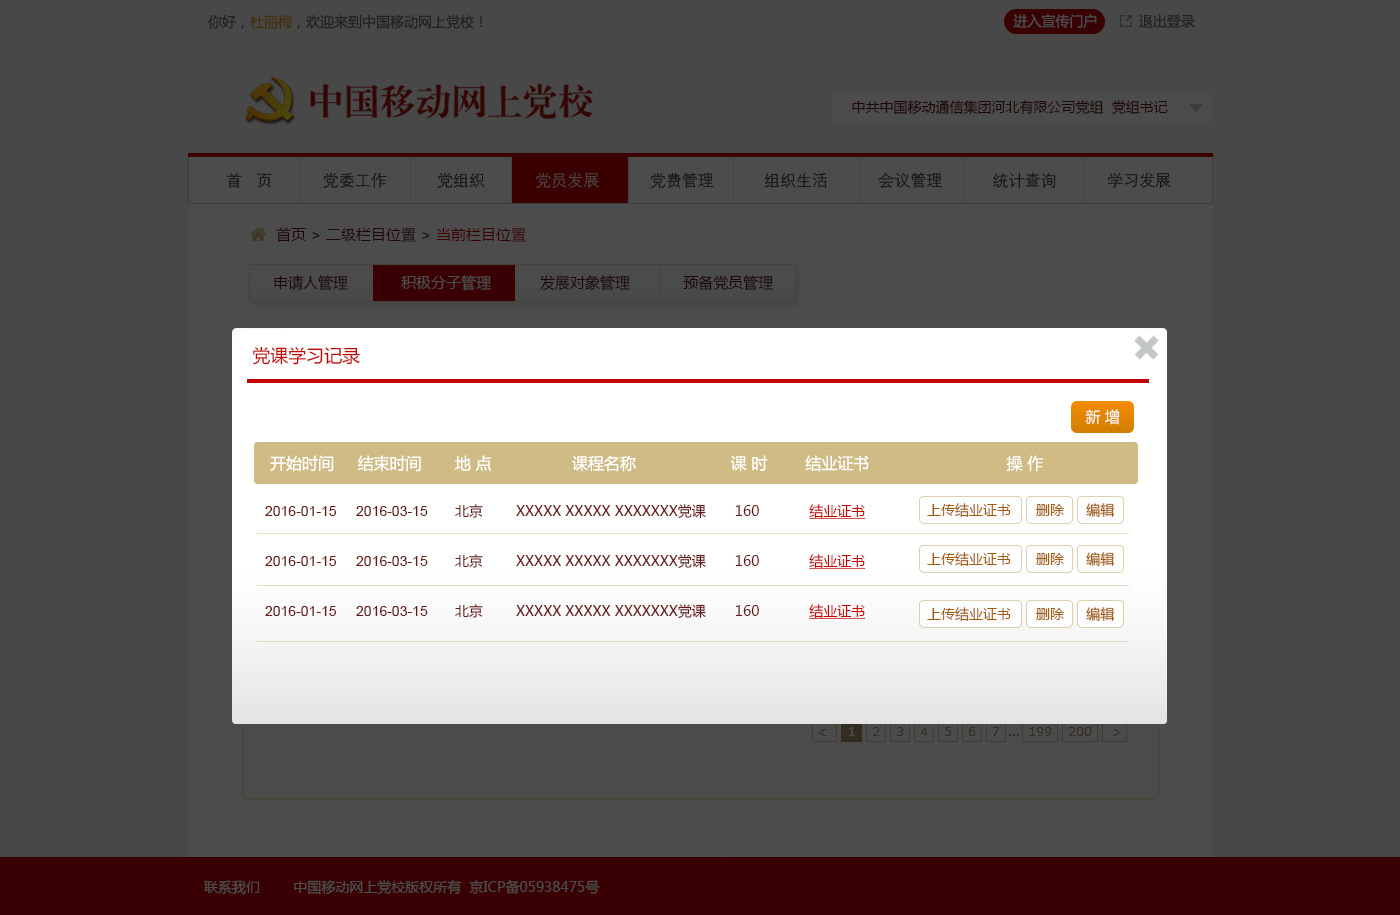 你好，杜丽梅，欢迎来到中国移动网上党校！
进入宣传门户 退出登录
中国移动网上党校
中共中国移动通信集团河北有限公司党组 党组书记
首 页 党委工作 党组织 党员发展 党费管理 组织生活 会议管理 统计查询 学习发展
首页 > 二级栏目位置 > 当前栏目位置
申请人管理 积极分子管理 发展对象管理 预备党员管理
党课学习记录
新 增
开始时间 结束时间 地 点 课程名称 课 时 结业证书 操 作
2016-01-15 2016-03-15 北京 XXXXX XXXXX XXXXXXX党课 160 结业证书 上传结业证书 删除 编辑
2016-01-15 2016-03-15 北京 XXXXX XXXXX XXXXXXX党课 160 结业证书 上传结业证书 删除 编辑
2016-01-15 2016-03-15 北京 XXXXX XXXXX XXXXXXX党课 160 结业证书 上传结业证书 删除 编辑
< 1 2 3 4 5 6 7 ... 199 200 >
联系我们 中国移动网上党校版权所有 京ICP备05938475号